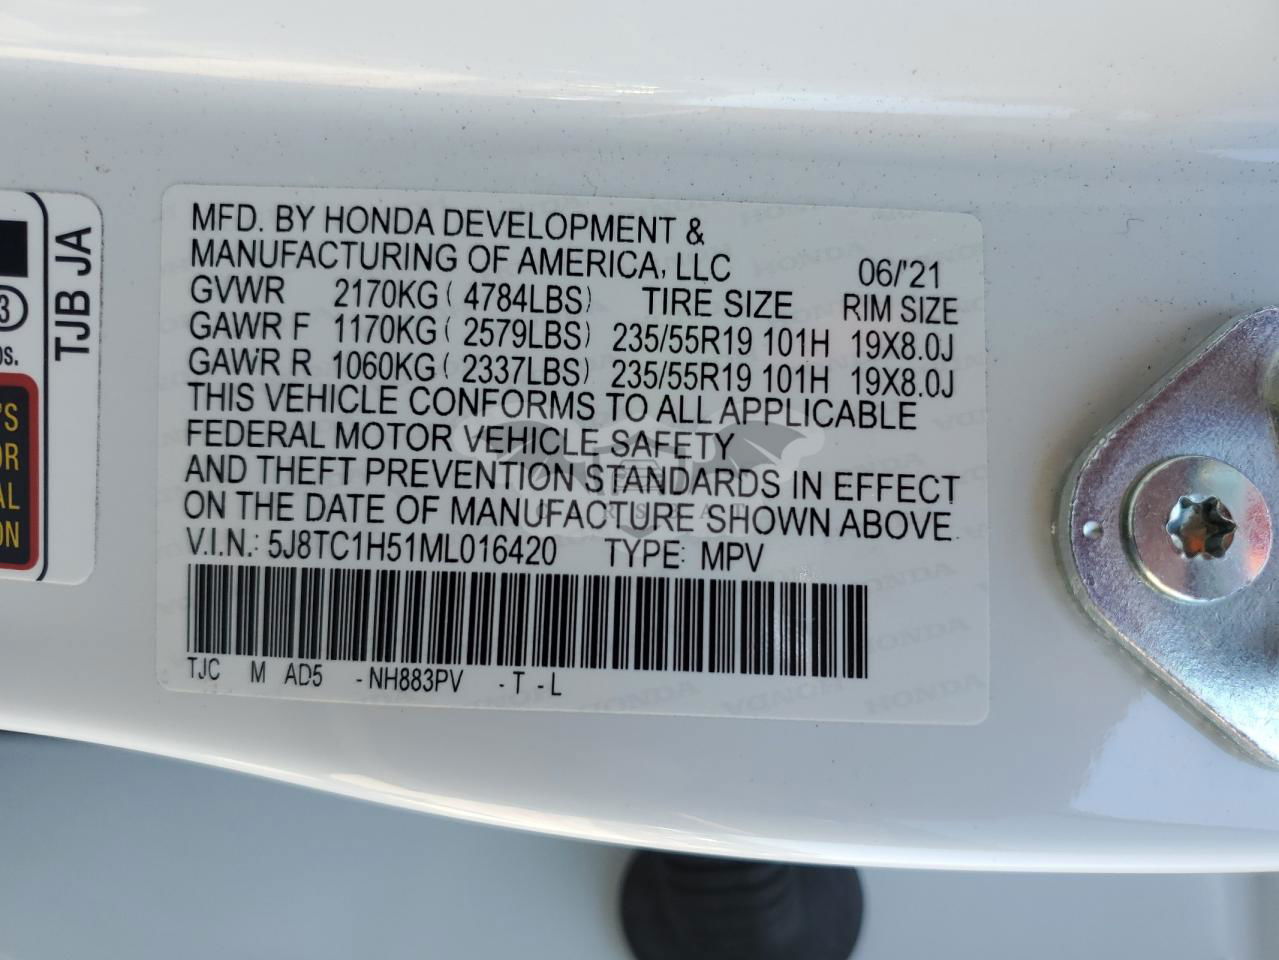 MFD. BY HONDA DEVELOPMENT &
MANUFACTURING OF AMERICA, LLC 06/'21
GVWR 2170KG ( 4784LBS) TIRE SIZE RIM SIZE
GAWR F 1170KG ( 2579LBS) 235/55R19 101H 19X8.0J
GAWR R 1060KG ( 2337LBS) 235/55R19 101H 19X8.0J
THIS VEHICLE CONFORMS TO ALL APPLICABLE
FEDERAL MOTOR VEHICLE SAFETY
AND THEFT PREVENTION STANDARDS IN EFFECT
ON THE DATE OF MANUFACTURE SHOWN ABOVE.
V.I.N.: 5J8TC1H51ML016420 TYPE: MPV
TJC M AD5 -NH883PV -T -L
TJB JA